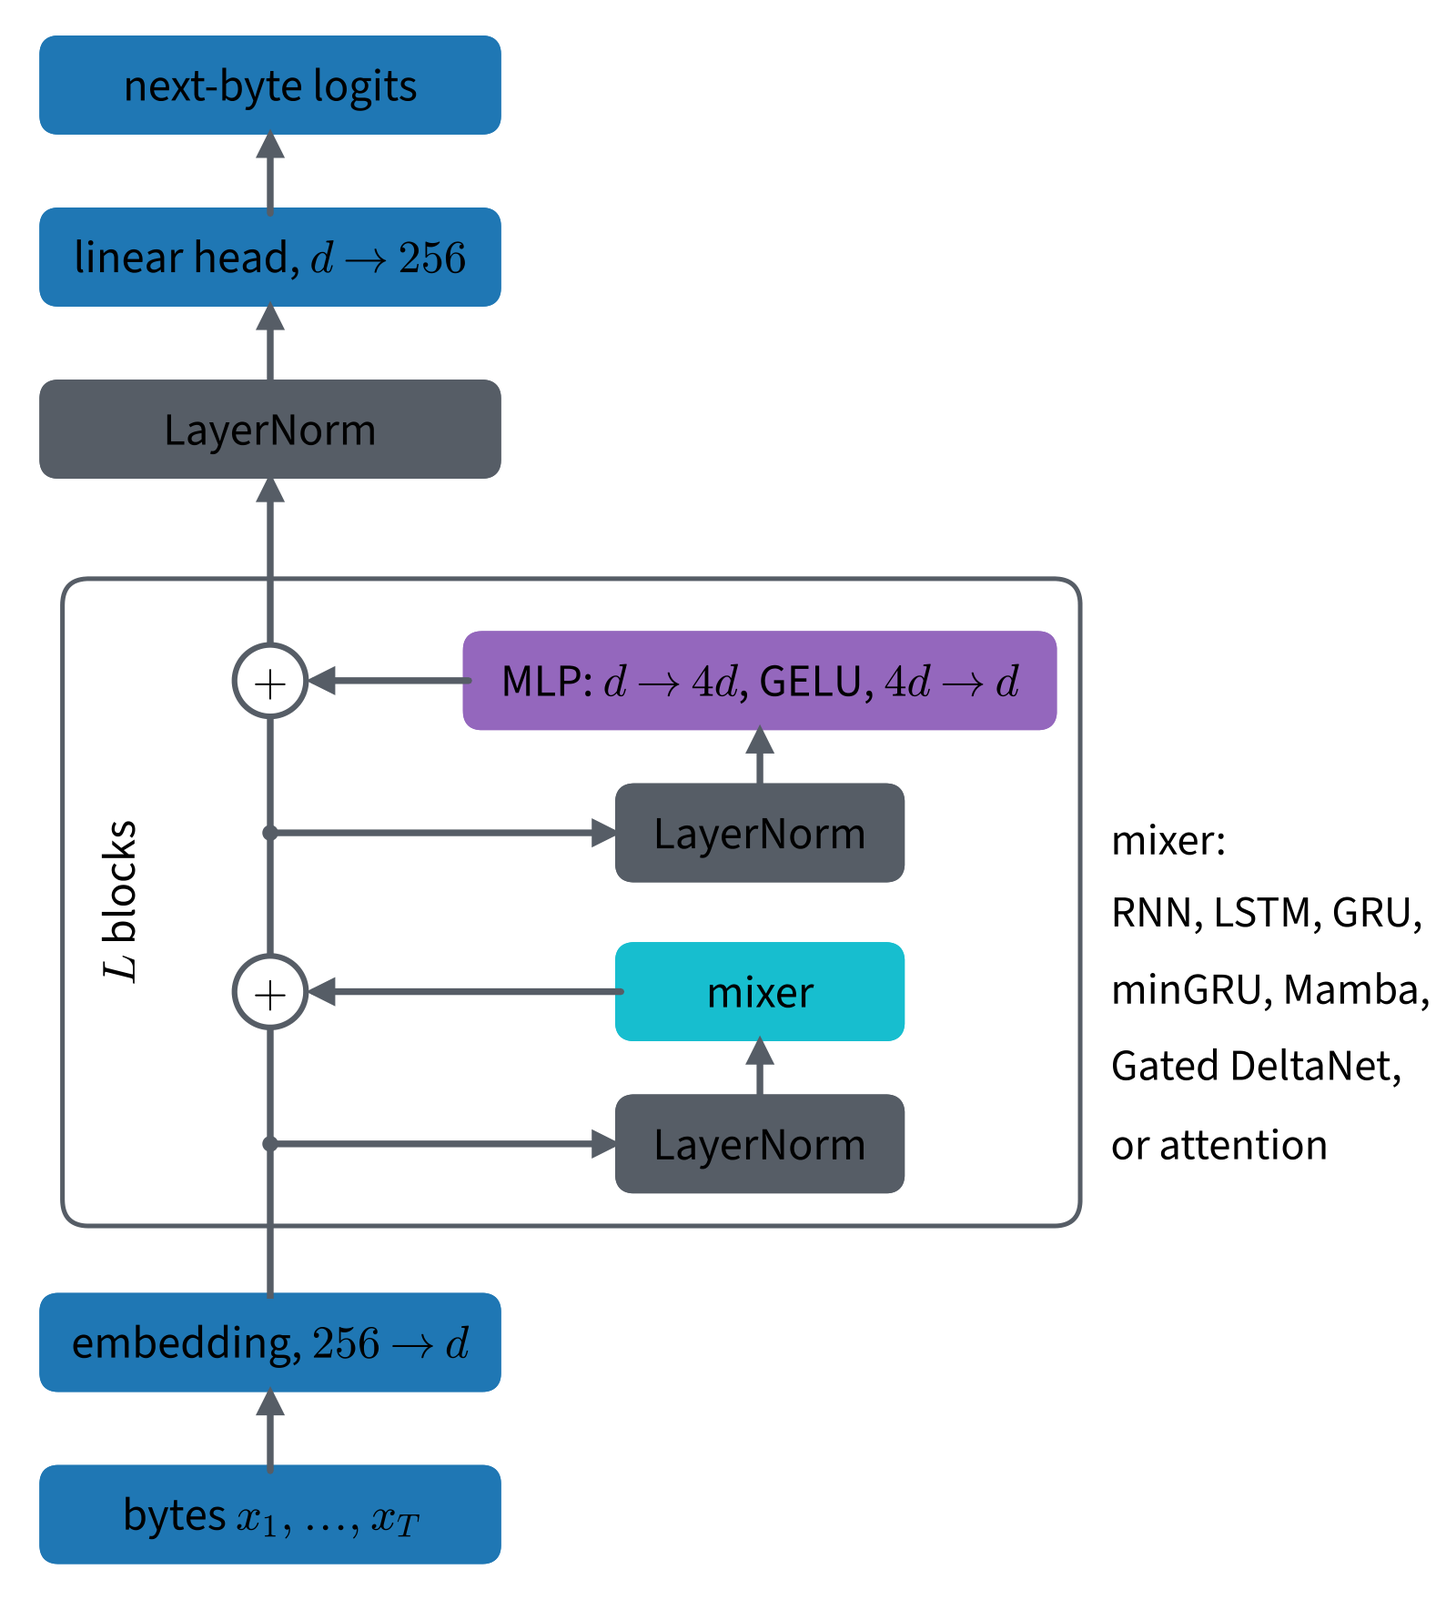 next-byte logits
linear head, d → 256
LayerNorm
+
MLP: d → 4d, GELU, 4d → d
LayerNorm
L blocks
+
mixer
LayerNorm
mixer:
RNN, LSTM, GRU,
minGRU, Mamba,
Gated DeltaNet,
or attention
embedding, 256 → d
bytes x₁, …, x_T